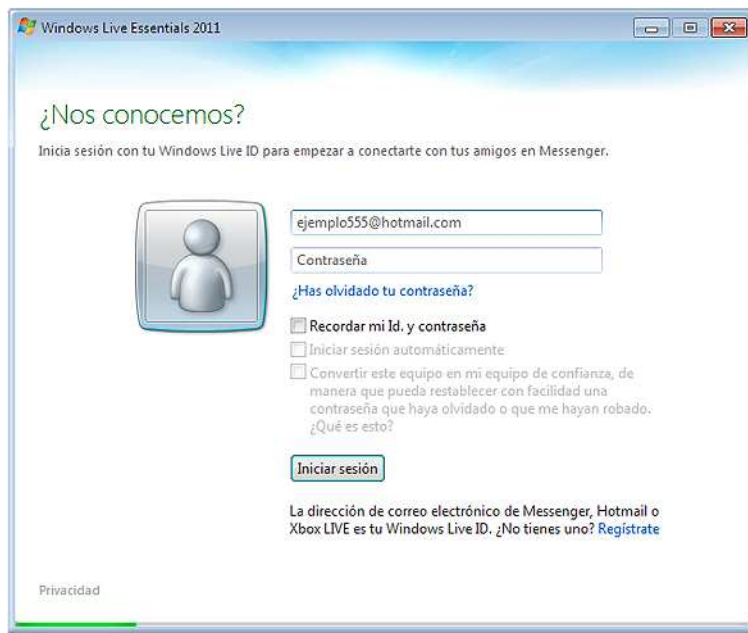 Windows Live Essentials 2011
¿Nos conocemos?
Inicia sesión con tu Windows Live ID para empezar a conectarte con tus amigos en Messenger.
ejemplo555@hotmail.com
Contraseña
¿Has olvidado tu contraseña?
Recordar mi Id. y contraseña
Iniciar sesión automáticamente
Convertir este equipo en mi equipo de confianza, de
manera que pueda restablecer con facilidad una
contraseña que haya olvidado o que me hayan robado.
¿Qué es esto?
Iniciar sesión
La dirección de correo electrónico de Messenger, Hotmail o
Xbox LIVE es tu Windows Live ID. ¿No tienes uno? Regístrate
Privacidad